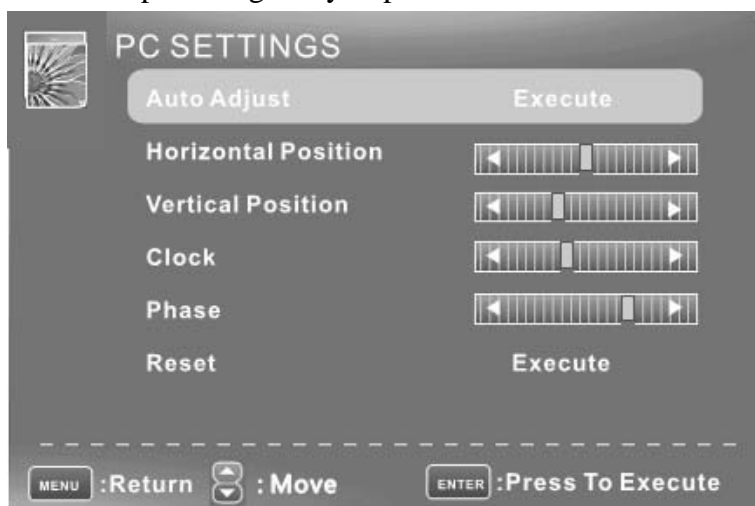 PC SETTINGS
Auto Adjust Execute
Horizontal Position
Vertical Position
Clock
Phase
Reset Execute
MENU :Return : Move ENTER :Press To Execute